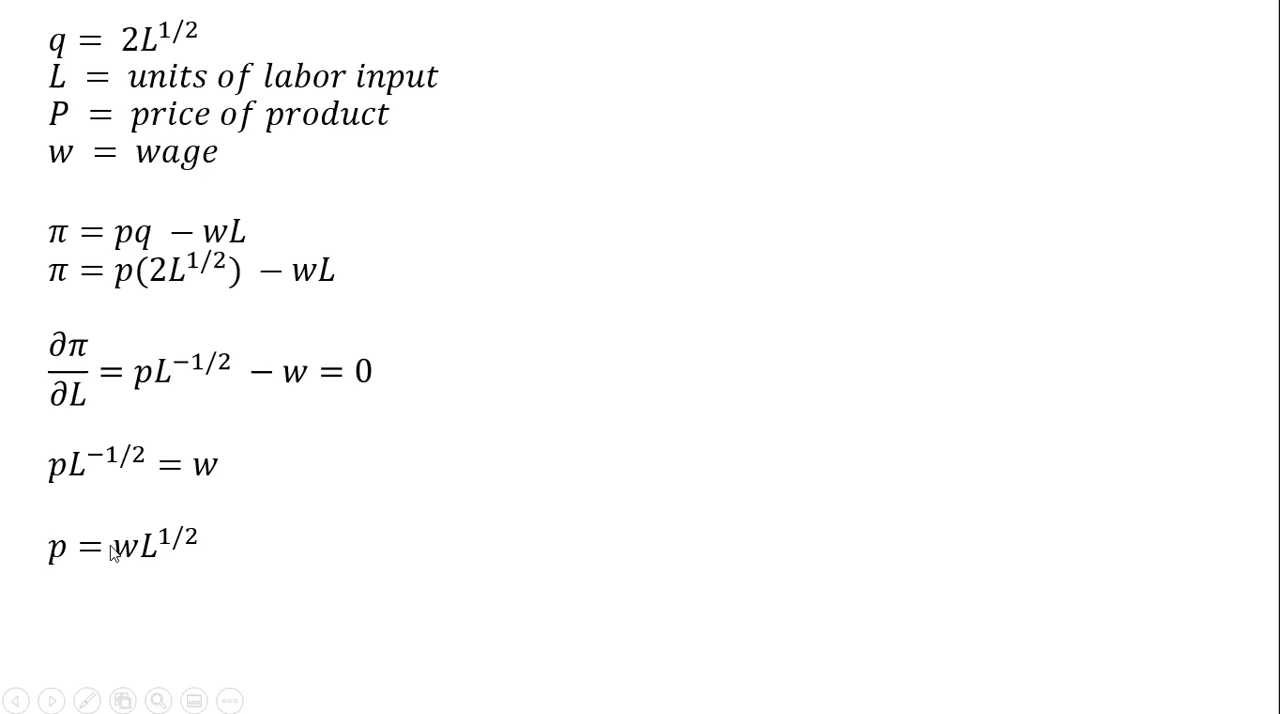 q = 2L^{1/2}
L = units of labor input
P = price of product
w = wage
π = pq − wL
π = p(2L^{1/2}) − wL
∂π/∂L = pL^{−1/2} − w = 0
pL^{−1/2} = w
p = wL^{1/2}